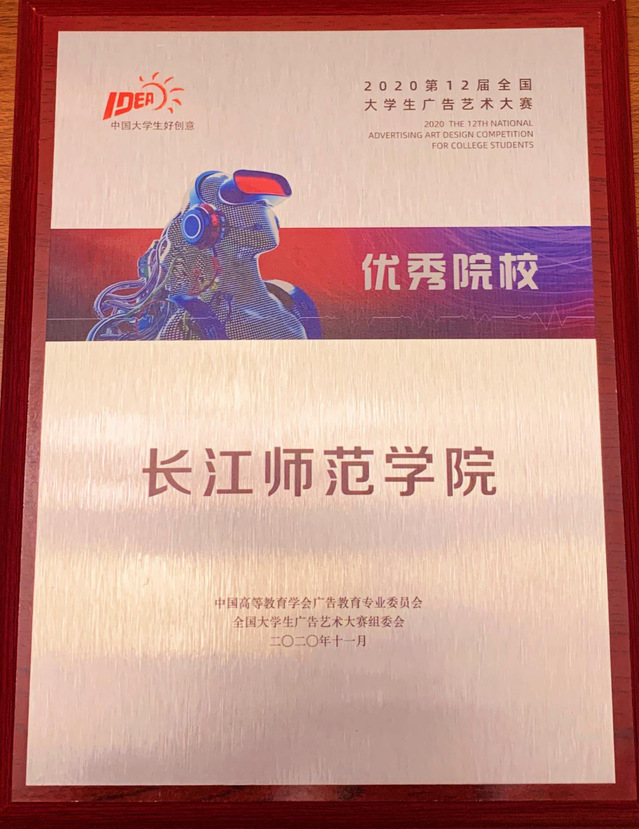 IDEA
中国大学生好创意
2020第12届全国
大学生广告艺术大赛
2020 THE 12TH NATIONAL
ADVERTISING ART DESIGN COMPETITION
FOR COLLEGE STUDENTS
优秀院校
长江师范学院
中国高等教育学会广告教育专业委员会
全国大学生广告艺术大赛组委会
二〇二〇年十一月